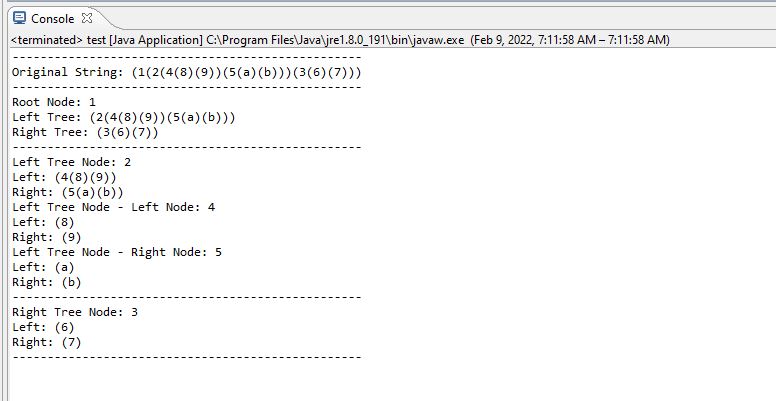 Console
<terminated> test [Java Application] C:\Program Files\Java\jre1.8.0_191\bin\javaw.exe (Feb 9, 2022, 7:11:58 AM – 7:11:58 AM)
--------------------------------------------------
Original String: (1(2(4(8)(9))(5(a)(b)))(3(6)(7)))
--------------------------------------------------
Root Node: 1
Left Tree: (2(4(8)(9))(5(a)(b)))
Right Tree: (3(6)(7))
--------------------------------------------------
Left Tree Node: 2
Left: (4(8)(9))
Right: (5(a)(b))
Left Tree Node - Left Node: 4
Left: (8)
Right: (9)
Left Tree Node - Right Node: 5
Left: (a)
Right: (b)
--------------------------------------------------
Right Tree Node: 3
Left: (6)
Right: (7)
--------------------------------------------------